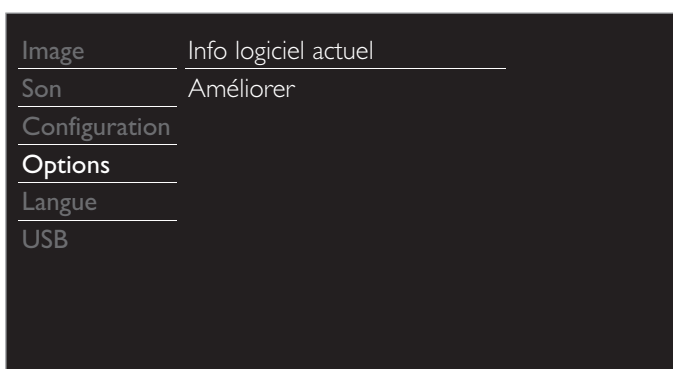 Image
Son
Configuration
Options
Langue
USB
Info logiciel actuel
Améliorer